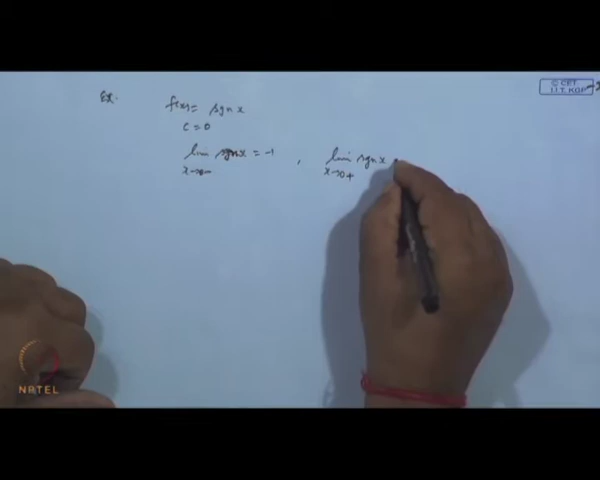 Ex. f(x) = sgn x
c = 0
lim sgn x = -1 , lim sgn x
x→0- x→0+
© CET
I.I.T. KGP
NPTEL